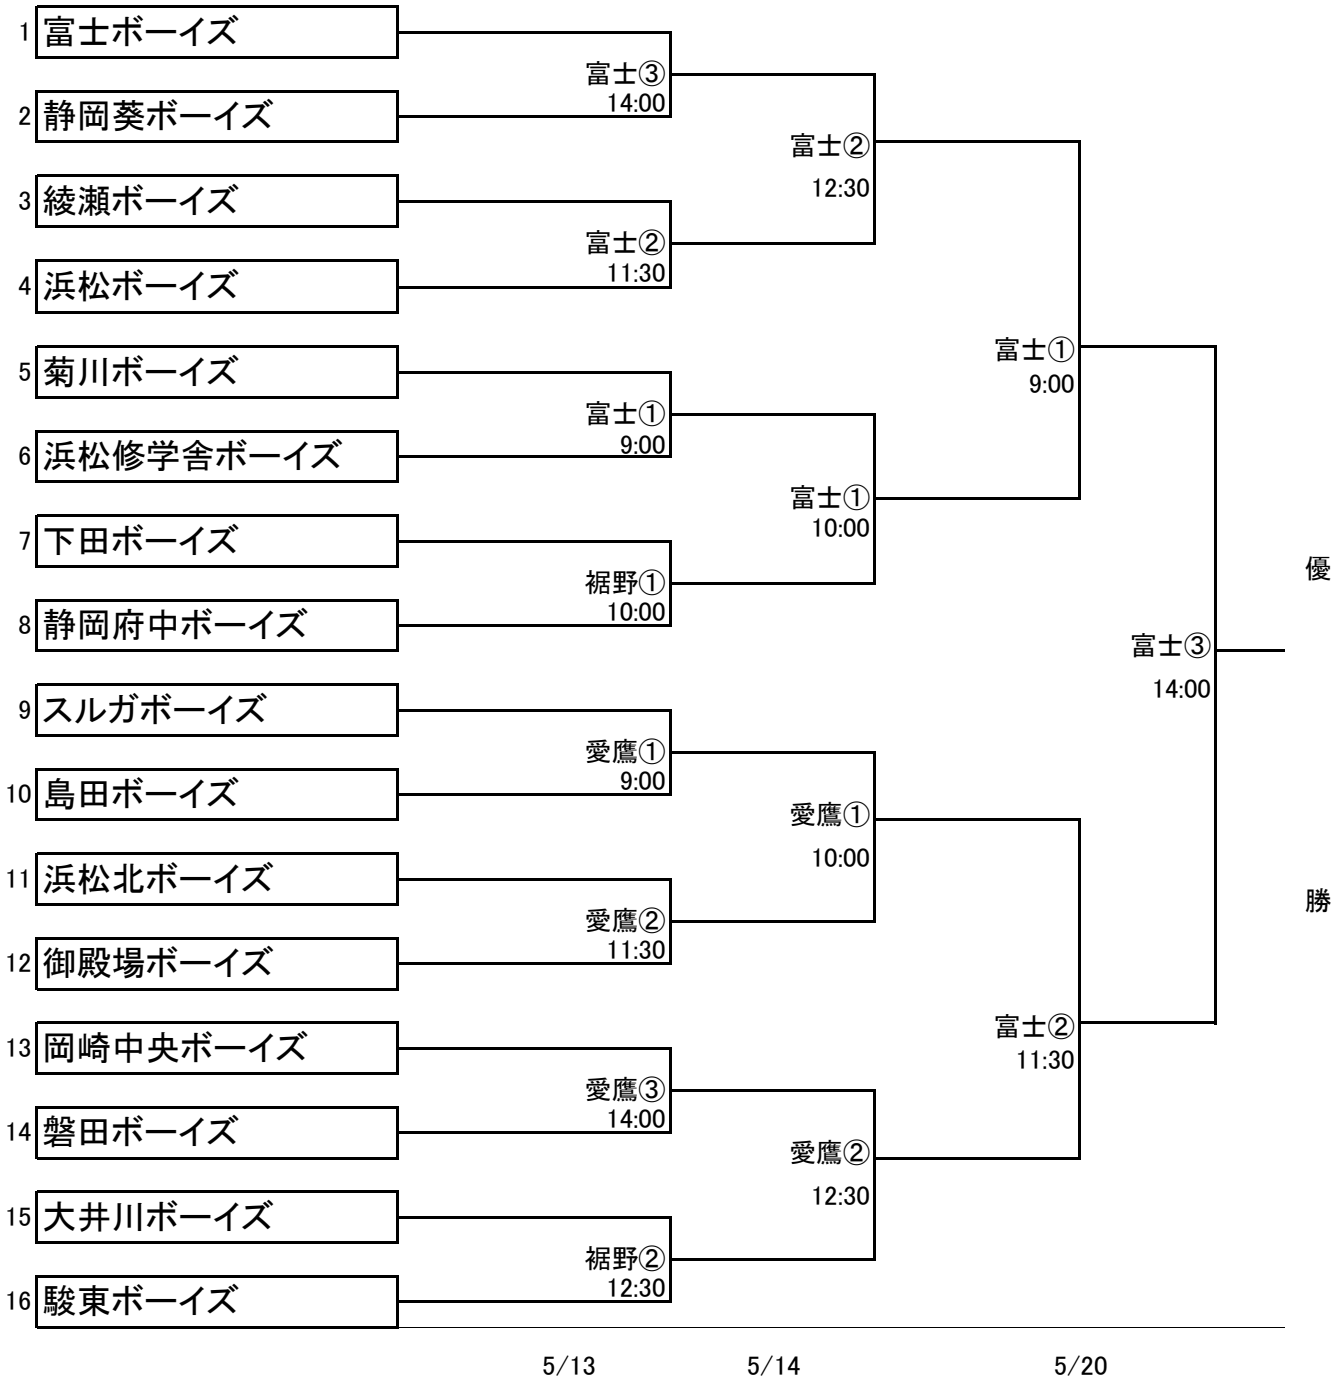 1 富士ボーイズ
富士③
14:00
2 静岡葵ボーイズ
富士②
12:30
3 綾瀬ボーイズ
富士②
11:30
4 浜松ボーイズ
富士①
9:00
5 菊川ボーイズ
富士①
9:00
6 浜松修学舎ボーイズ
富士①
10:00
7 下田ボーイズ
裾野①
10:00
8 静岡府中ボーイズ
優
富士③
14:00
9 スルガボーイズ
愛鷹①
9:00
10 島田ボーイズ
愛鷹①
10:00
11 浜松北ボーイズ
愛鷹②
11:30
勝
12 御殿場ボーイズ
富士②
11:30
13 岡崎中央ボーイズ
愛鷹③
14:00
14 磐田ボーイズ
愛鷹②
12:30
15 大井川ボーイズ
裾野②
12:30
16 駿東ボーイズ
5/13 5/14 5/20